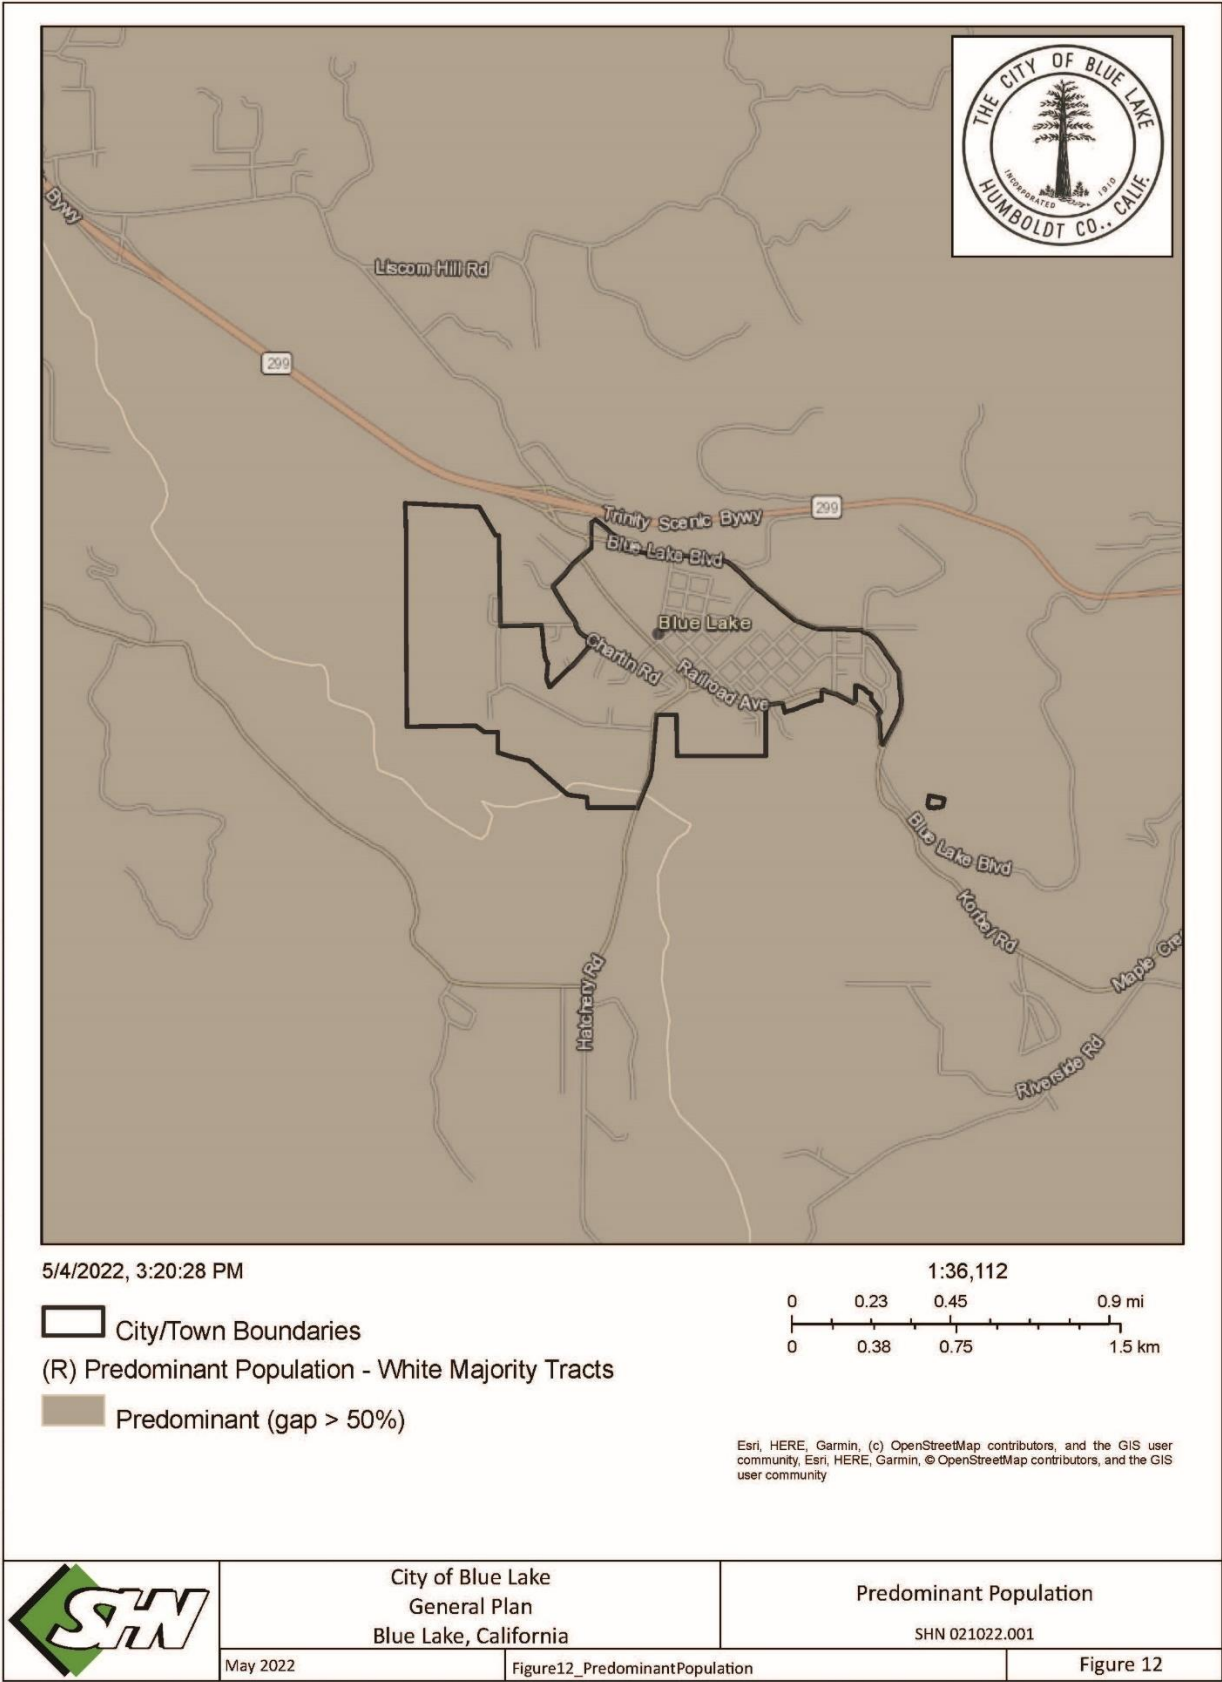 THE CITY OF BLUE LAKE
INCORPORATED 1910
HUMBOLDT CO., CALIF.
Bywy
Liscom Hill Rd
299
Trinity Scenic Bywy
299
Blue Lake Blvd
Blue Lake
Chartin Rd
Railroad Ave
Blue Lake Blvd
Korbel Rd
Maple Cre
Hatchery Rd
Riverside Rd
5/4/2022, 3:20:28 PM
City/Town Boundaries
(R) Predominant Population - White Majority Tracts
Predominant (gap > 50%)
1:36,112
0 0.23 0.45 0.9 mi
0 0.38 0.75 1.5 km
Esri, HERE, Garmin, (c) OpenStreetMap contributors, and the GIS user
community, Esri, HERE, Garmin, © OpenStreetMap contributors, and the GIS
user community
SHN
City of Blue Lake
General Plan
Blue Lake, California
Predominant Population
SHN 021022.001
May 2022
Figure12_PredominantPopulation
Figure 12